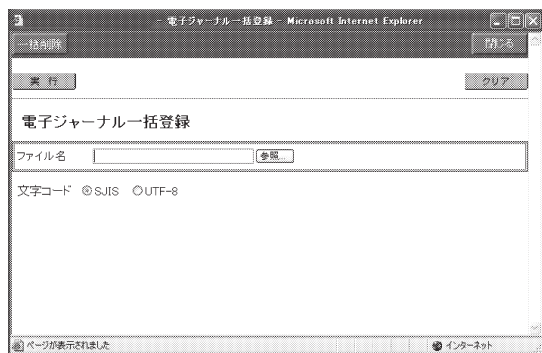 - 電子ジャーナル一括登録 - Microsoft Internet Explorer
一括削除 閉じる
実 行 クリア
電子ジャーナル一括登録
ファイル名 参照...
文字コード SJIS UTF-8
ページが表示されました インターネット